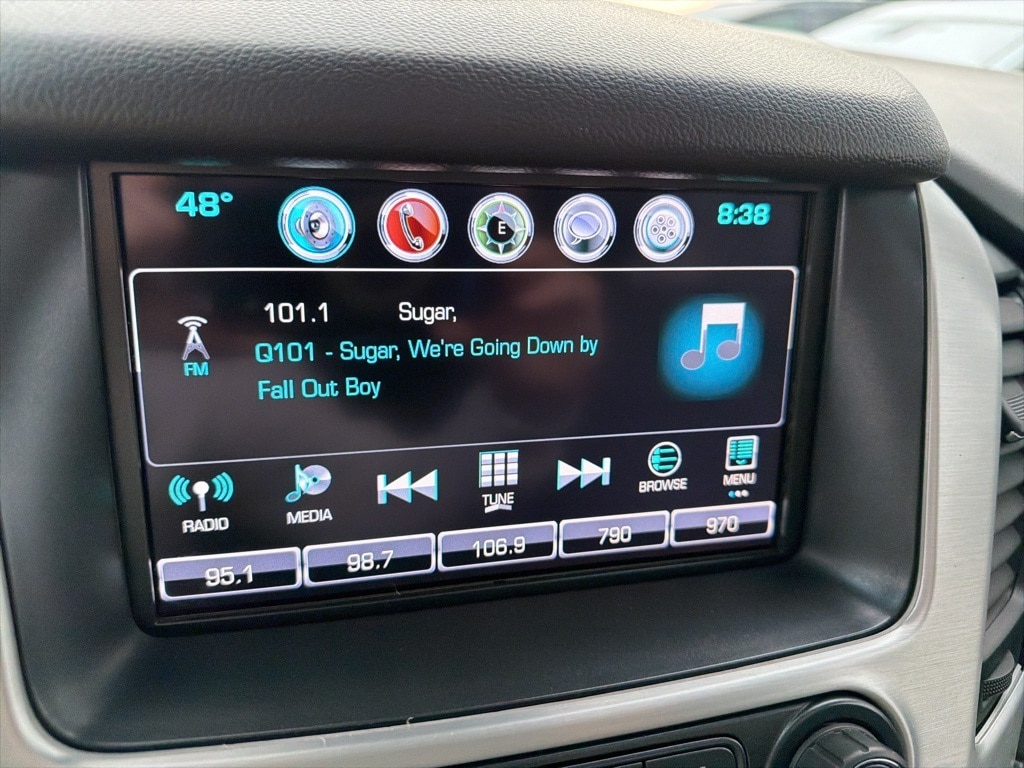 48°
E
8:38
101.1 Sugar,
Q101 - Sugar, We're Going Down by
Fall Out Boy
FM
RADIO
MEDIA
TUNE
BROWSE
MENU
95.1 98.7 106.9 790 970